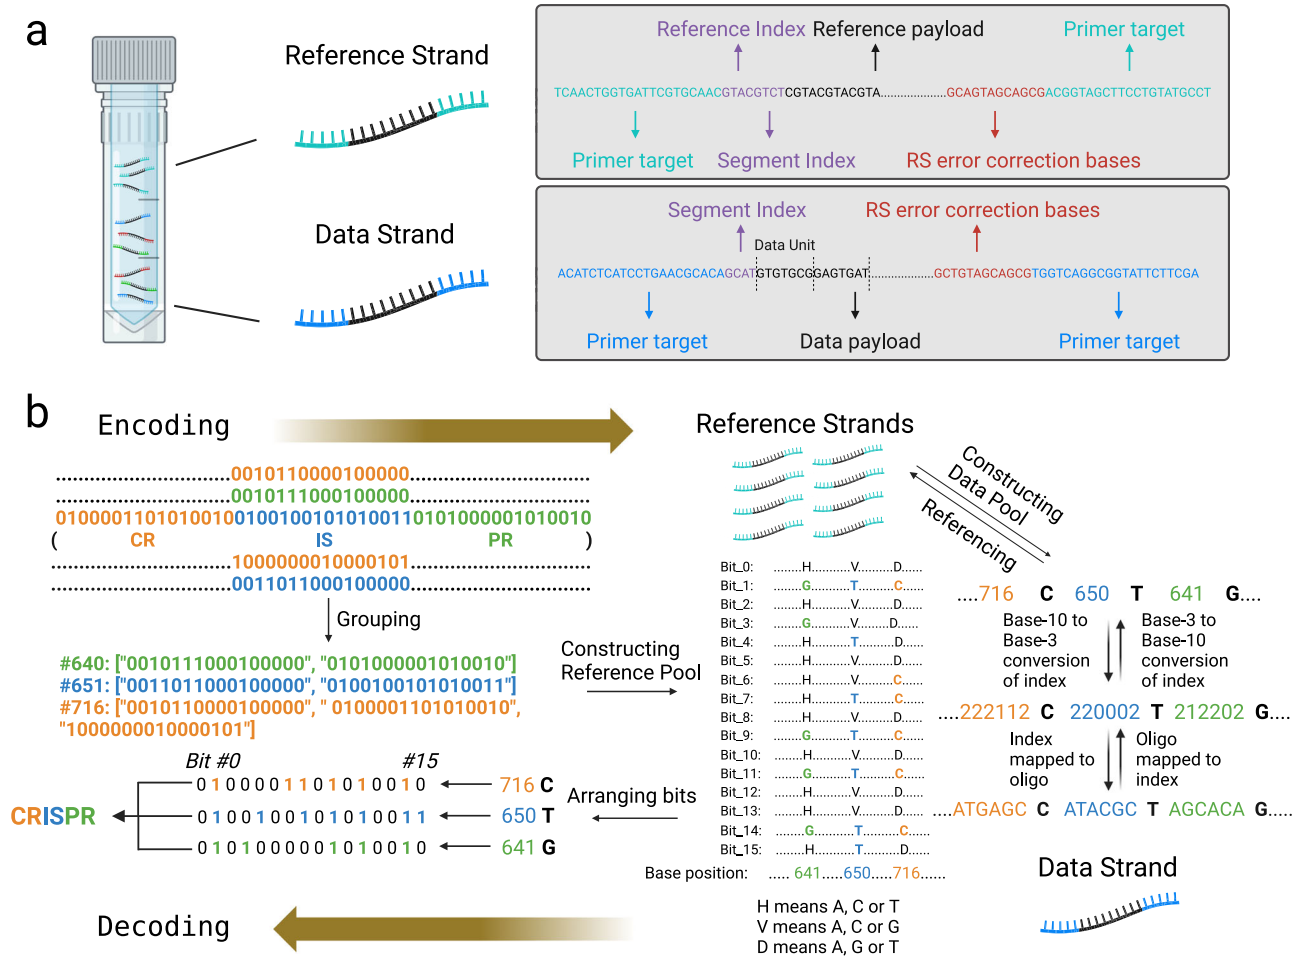 a
Reference Strand
Data Strand
Reference Index Reference payload Primer target
TCAACTGGTGATTCGTGCAACGTACGTCTCGTACGTACGTA....................GCAGTAGCAGCGACGGTAGCTTCCTGTATGCCT
Primer target Segment Index RS error correction bases
Segment Index RS error correction bases
Data Unit
ACATCTCATCCTGAACGCACAGCATGTGTGCGGAGTGAT...................GCTGTAGCAGCGTGGTCAGGCGGTATTCTTCGA
Primer target Data payload Primer target
b
Encoding
..............................0010110000100000...............................
..............................0010111000100000...............................
010000110101001001001001010100110101000001010010
( CR IS PR )
..............................1000000010000101...............................
..............................0011011000100000...............................
Grouping
#640: ["0010111000100000", "0101000001010010"]
#651: ["0011011000100000", "0100100101010011"]
#716: ["0010110000100000", " 0100001101010010",
"1000000010000101"]
Bit #0 #15
0 1 0 0 0 0 1 1 0 1 0 1 0 0 1 0 716 C
0 1 0 0 1 0 0 1 0 1 0 1 0 0 1 1 650 T
0 1 0 1 0 0 0 0 0 1 0 1 0 0 1 0 641 G
CRISPR
Decoding
Constructing
Reference Pool
Arranging bits
Reference Strands
Bit_0: ........H..........V.........D......
Bit_1: ........G..........T.........C......
Bit_2: ........H..........V.........D......
Bit_3: ........G..........V.........D......
Bit_4: ........H..........T.........D......
Bit_5: ........H..........V.........D......
Bit_6: ........H..........V.........C......
Bit_7: ........H..........T.........C......
Bit_8: ........H..........V.........D......
Bit_9: ........G..........T.........C......
Bit_10: ........H..........V.........D......
Bit_11: ........G..........T.........C......
Bit_12: ........H..........V.........D......
Bit_13: ........H..........V.........D......
Bit_14: ........G..........T.........C......
Bit_15: ........H..........T.........D......
Base position: ..... 641.....650.....716......
H means A, C or T
V means A, C or G
D means A, G or T
Constructing
Data Pool
Referencing
....716 C 650 T 641 G....
Base-10 to
Base-3
conversion
of index
Base-3 to
Base-10
conversion
of index
....222112 C 220002 T 212202 G....
Index
mapped to
oligo
Oligo
mapped to
index
....ATGAGC C ATACGC T AGCACA G....
Data Strand